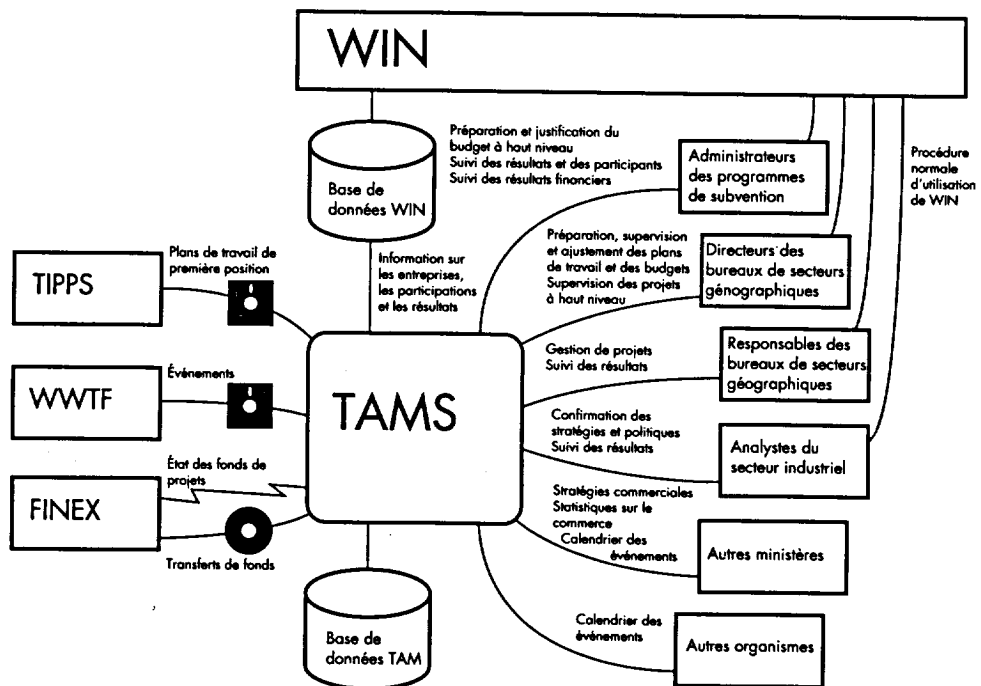 WIN
Préparation et justification du
budget à haut niveau
Suivi des résultats et des participants
Suivi des résultats financiers
Administrateurs
des programmes
de subvention
Procédure
normale
d'utilisation
de WIN
Base de
données WIN
Plans de travail de
première position
TIPPS
Information sur
les entreprises,
les participations
et les résultats
Préparation, supervision
et ajustement des plans
de travail et des budgets
Supervision des projets
à haut niveau
Directeurs des
bureaux de secteurs
génographiques
Événements
WWTF
TAMS
Gestion de projets
Suivi des résultats
Responsables des
bureaux de secteurs
géographiques
Confirmation des
stratégies et politiques
Suivi des résultats
Analystes du
secteur industriel
État des fonds de
projets
FINEX
Transferts de fonds
Stratégies commerciales
Statistiques sur le
commerce
Calendrier des
événements
Autres ministères
Base de
données TAM
Calendrier des
événements
Autres organismes